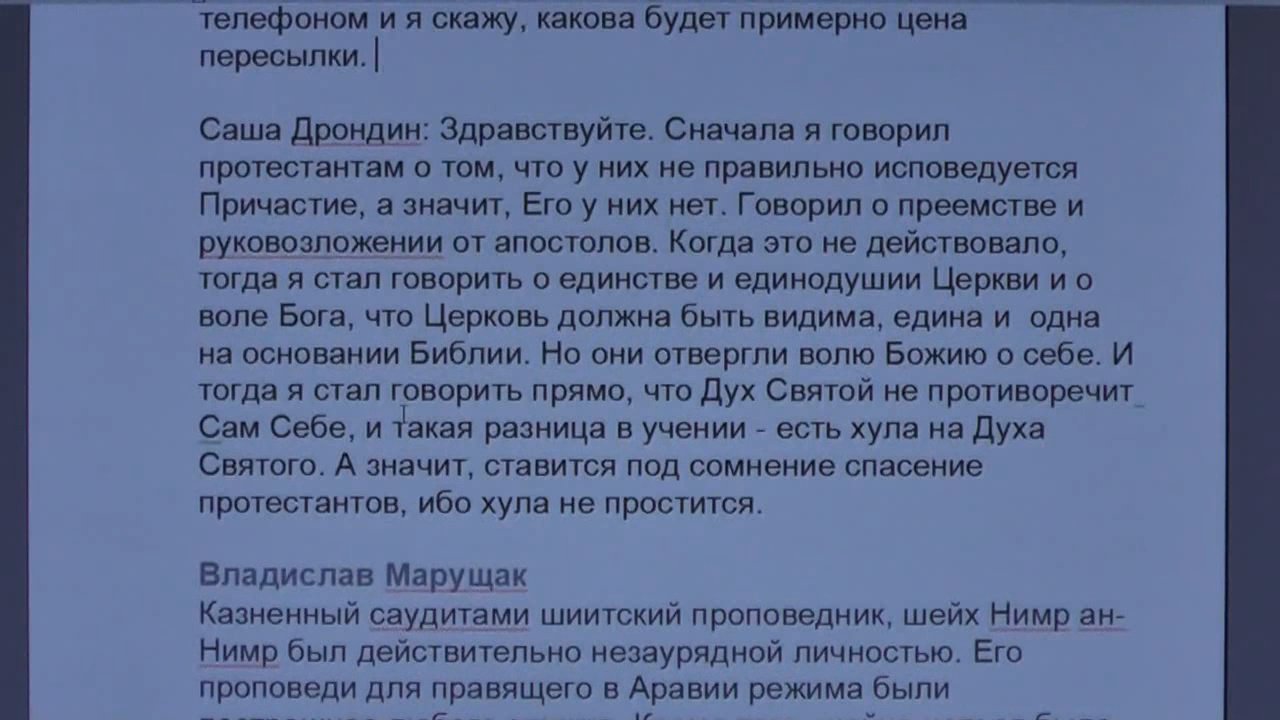 телефоном и я скажу, какова будет примерно цена
пересылки.
Саша Дрондин: Здравствуйте. Сначала я говорил
протестантам о том, что у них не правильно исповедуется
Причастие, а значит, Его у них нет. Говорил о преемстве и
руковозложении от апостолов. Когда это не действовало,
тогда я стал говорить о единстве и единодушии Церкви и о
воле Бога, что Церковь должна быть видима, едина и одна
на основании Библии. Но они отвергли волю Божию о себе. И
тогда я стал говорить прямо, что Дух Святой не противоречит
Сам Себе, и такая разница в учении - есть хула на Духа
Святого. А значит, ставится под сомнение спасение
протестантов, ибо хула не простится.
Владислав Марущак
Казненный саудитами шиитский проповедник, шейх Нимр ан-
Нимр был действительно незаурядной личностью. Его
проповеди для правящего в Аравии режима были